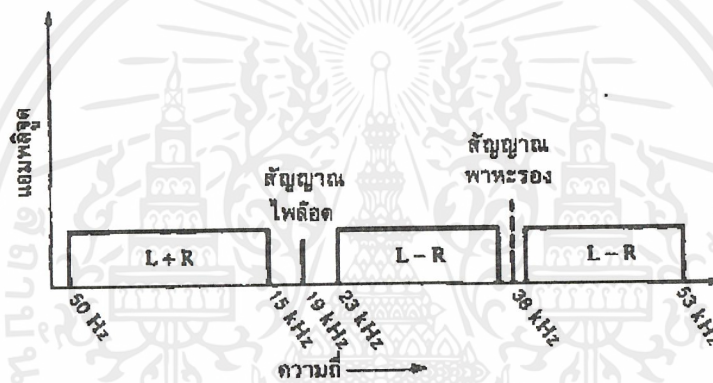 แอมพลิจูด
สัญญาณ
ไพล็อต
สัญญาณ
พาหะรอง
L + R
L − R
L − R
50 Hz
15 kHz
19 kHz
23 kHz
38 kHz
53 kHz
ความถี่